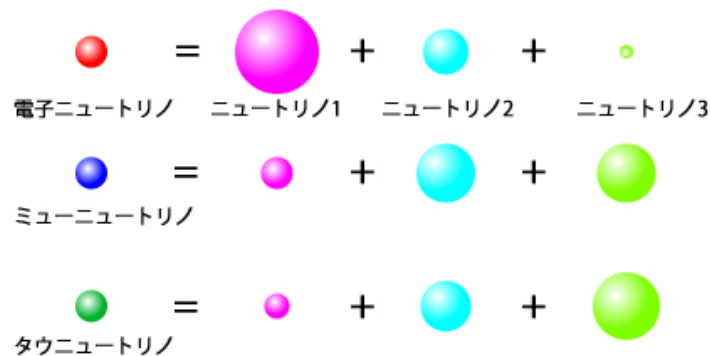 = + +
電子ニュートリノ ニュートリノ1 ニュートリノ2 ニュートリノ3
= + +
ミューニュートリノ
= + +
タウニュートリノ